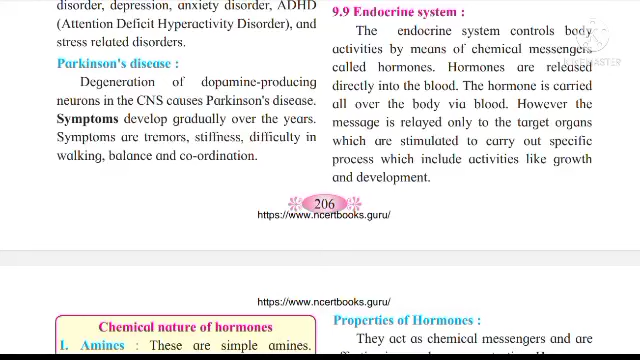 disorder, depression, anxiety disorder, ADHD
(Attention Deficit Hyperactivity Disorder), and
stress related disorders.
Parkinson's disease :
Degeneration of dopamine-producing
neurons in the CNS causes Parkinson's disease.
Symptoms develop gradually over the years.
Symptoms are tremors, stiffness, difficulty in
walking, balance and co-ordination.
9.9 Endocrine system :
The endocrine system controls body
activities by means of chemical messengers
called hormones. Hormones are released
directly into the blood. The hormone is carried
all over the body via blood. However the
message is relayed only to the target organs
which are stimulated to carry out specific
process which include activities like growth
and development.
206
https://www.ncertbooks.guru/
https://www.ncertbooks.guru/
Chemical nature of hormones
1. Amines : These are simple amines.
Properties of Hormones :
They act as chemical messengers and are